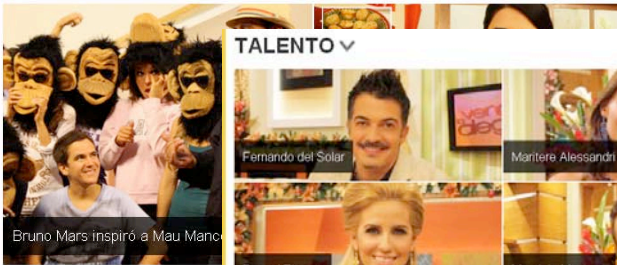 TALENTO
Fernando del Solar
Maritere Alessandri
Bruno Mars inspiró a Mau Manc